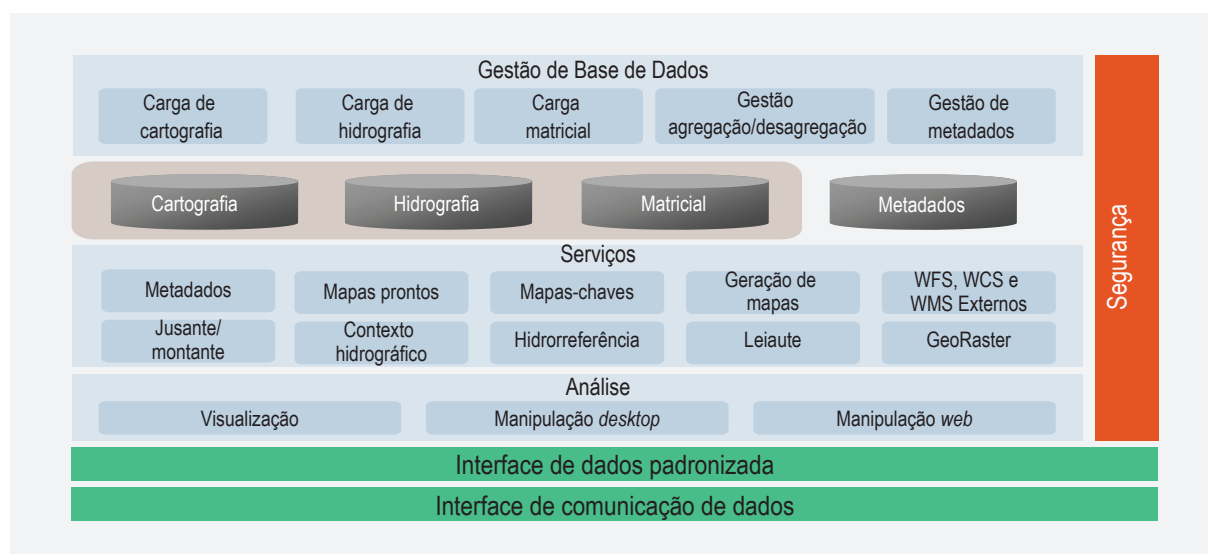 Gestão de Base de Dados
Carga de
cartografia
Carga de
hidrografia
Carga
matricial
Gestão
agregação/desagregação
Gestão de
metadados
Cartografia
Hidrografia
Matricial
Metadados
Serviços
Metadados
Mapas prontos
Mapas-chaves
Geração de
mapas
WFS, WCS e
WMS Externos
Jusante/
montante
Contexto
hidrográfico
Hidrorreferência
Leiaute
GeoRaster
Análise
Visualização
Manipulação desktop
Manipulação web
Segurança
Interface de dados padronizada
Interface de comunicação de dados